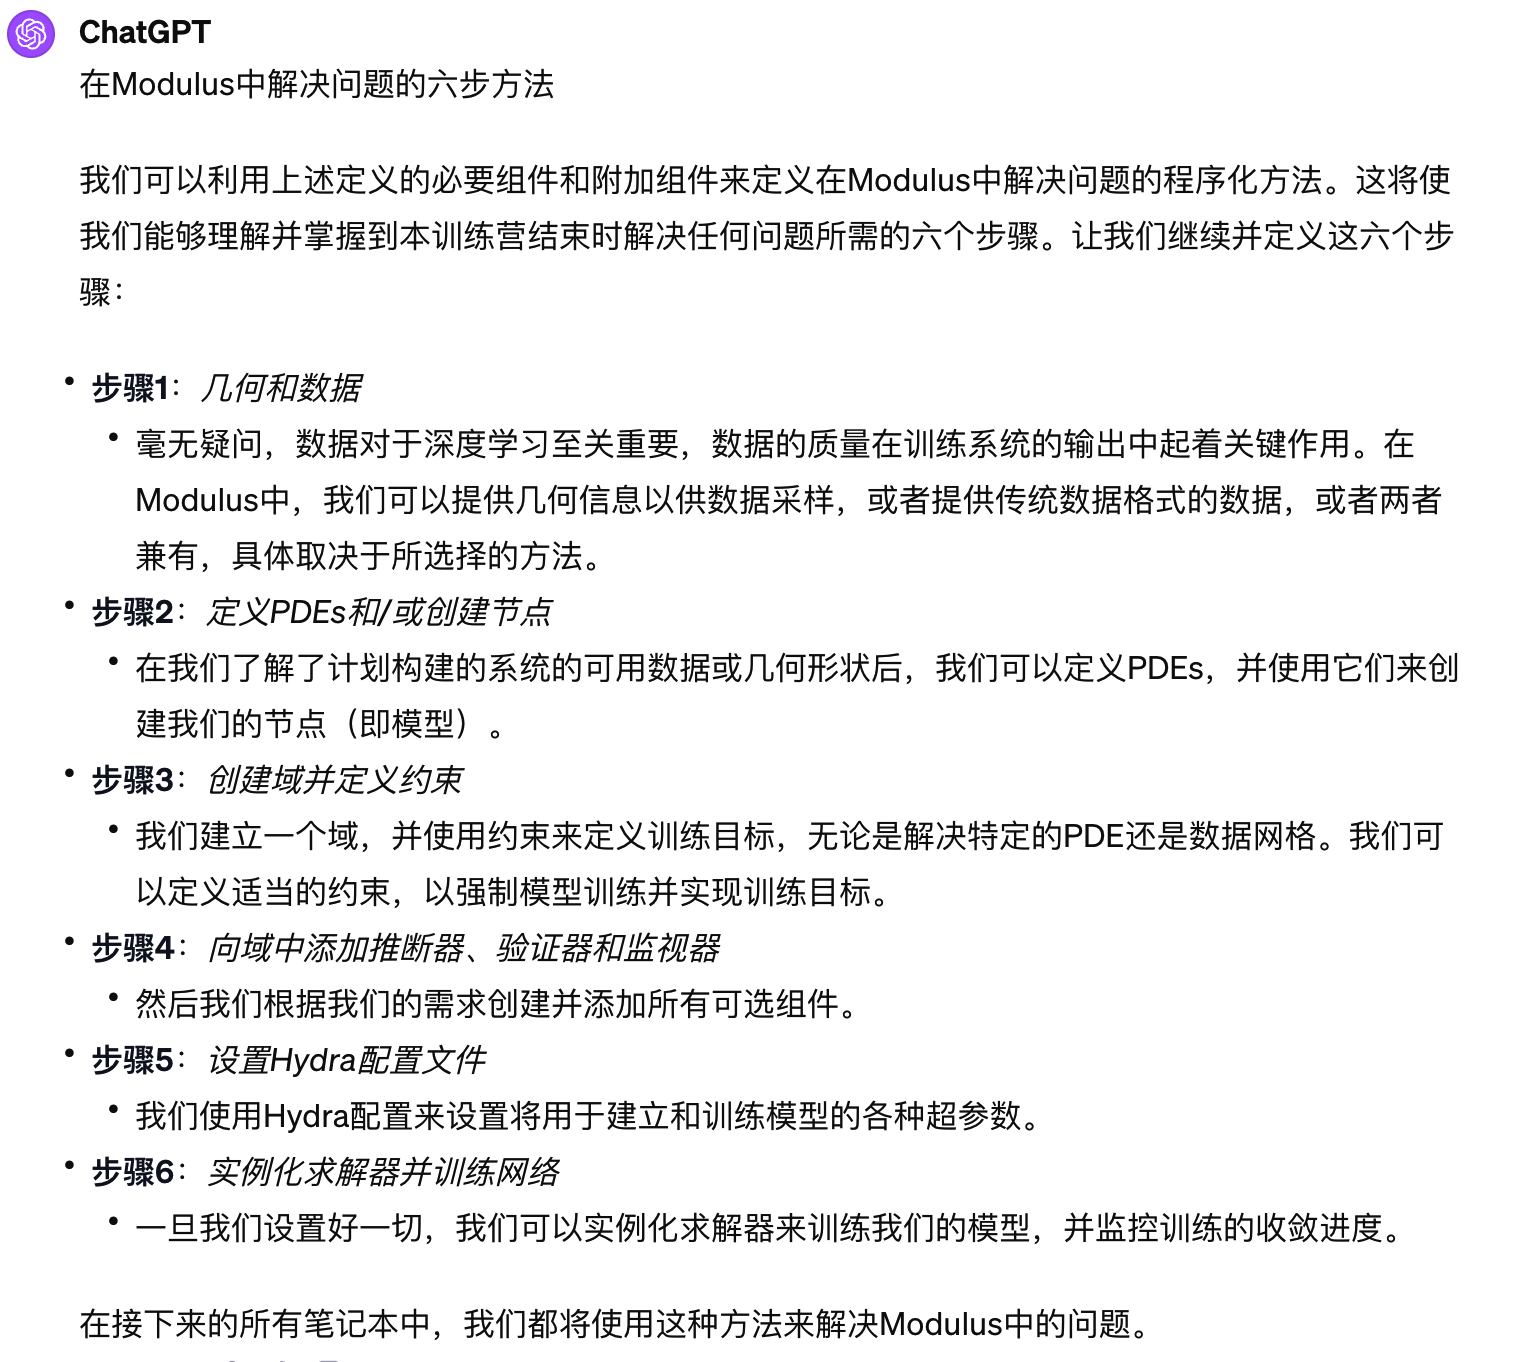 ChatGPT
在Modulus中解决问题的六步方法
我们可以利用上述定义的必要组件和附加组件来定义在Modulus中解决问题的程序化方法。这将使
我们能够理解并掌握到本训练营结束时解决任何问题所需的六个步骤。让我们继续并定义这六个步
骤：
• 步骤1：几何和数据
• 毫无疑问，数据对于深度学习至关重要，数据的质量在训练系统的输出中起着关键作用。在
Modulus中，我们可以提供几何信息以供数据采样，或者提供传统数据格式的数据，或者两者
兼有，具体取决于所选择的方法。
• 步骤2：定义PDEs和/或创建节点
• 在我们了解了计划构建的系统的可用数据或几何形状后，我们可以定义PDEs，并使用它们来创
建我们的节点（即模型）。
• 步骤3：创建域并定义约束
• 我们建立一个域，并使用约束来定义训练目标，无论是解决特定的PDE还是数据网格。我们可
以定义适当的约束，以强制模型训练并实现训练目标。
• 步骤4：向域中添加推断器、验证器和监视器
• 然后我们根据我们的需求创建并添加所有可选组件。
• 步骤5：设置Hydra配置文件
• 我们使用Hydra配置来设置将用于建立和训练模型的各种超参数。
• 步骤6：实例化求解器并训练网络
• 一旦我们设置好一切，我们可以实例化求解器来训练我们的模型，并监控训练的收敛进度。
在接下来的所有笔记本中，我们都将使用这种方法来解决Modulus中的问题。